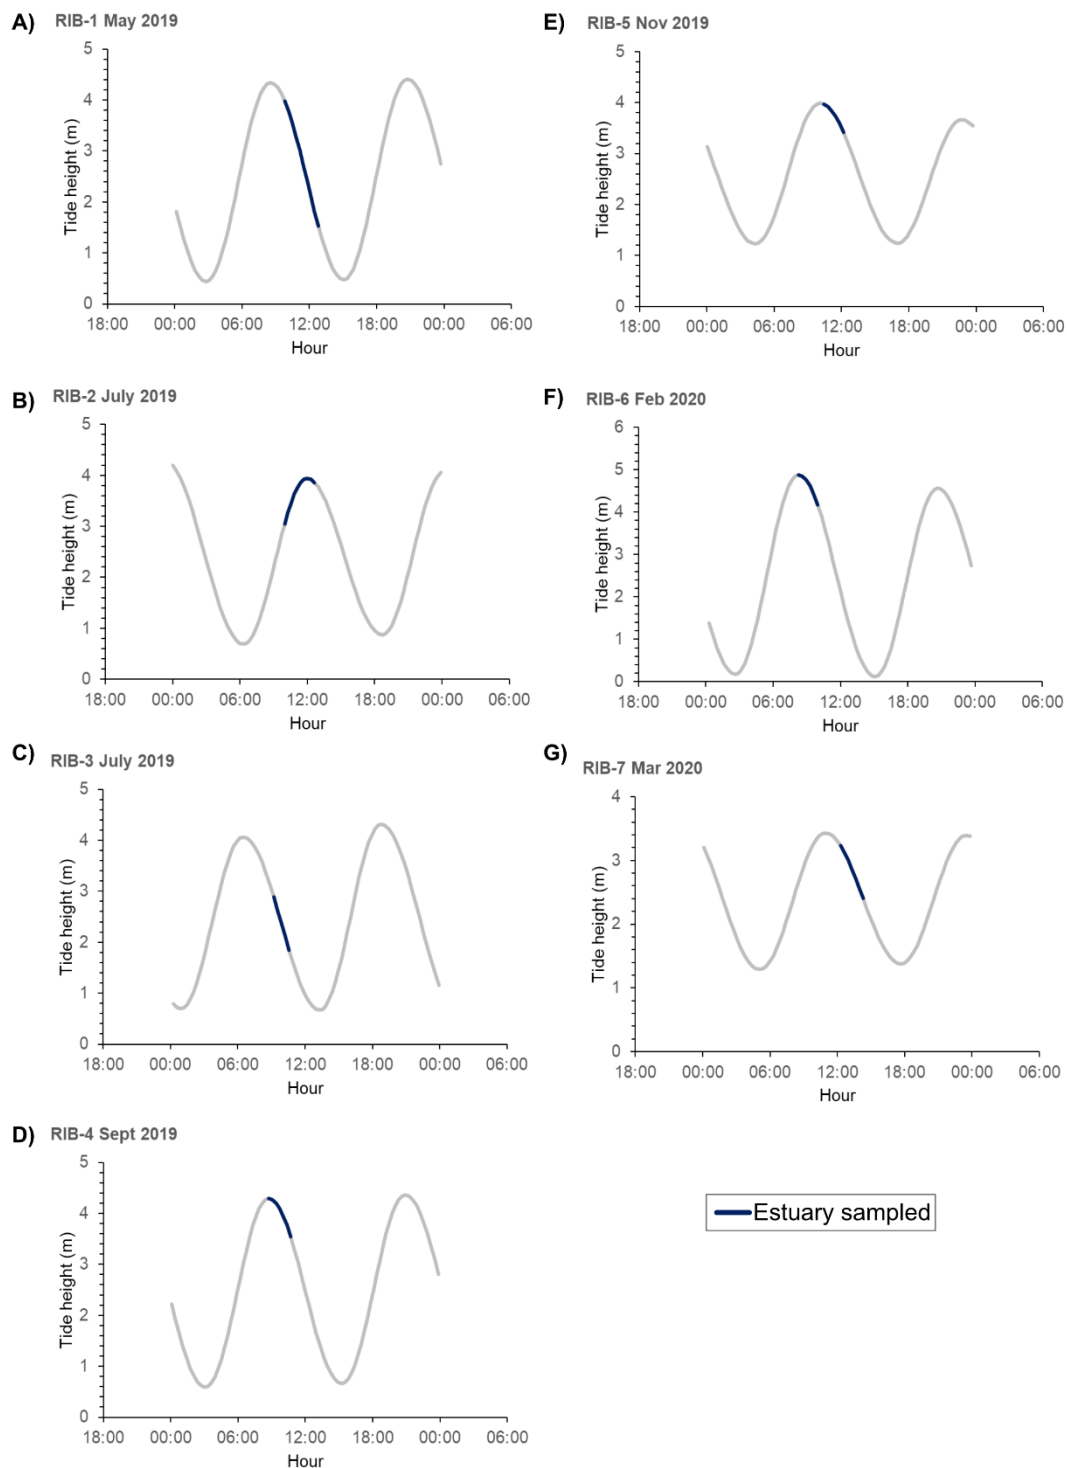 A) RIB-1 May 2019
Tide height (m)
5
4
3
2
1
0
18:00 00:00 06:00 12:00 18:00 00:00 06:00
Hour
B) RIB-2 July 2019
Tide height (m)
5
4
3
2
1
0
18:00 00:00 06:00 12:00 18:00 00:00 06:00
Hour
C) RIB-3 July 2019
Tide height (m)
5
4
3
2
1
0
18:00 00:00 06:00 12:00 18:00 00:00 06:00
Hour
D) RIB-4 Sept 2019
Tide height (m)
5
4
3
2
1
0
18:00 00:00 06:00 12:00 18:00 00:00 06:00
Hour
E) RIB-5 Nov 2019
Tide height (m)
5
4
3
2
1
0
18:00 00:00 06:00 12:00 18:00 00:00 06:00
Hour
F) RIB-6 Feb 2020
Tide height (m)
6
5
4
3
2
1
0
18:00 00:00 06:00 12:00 18:00 00:00 06:00
Hour
G) RIB-7 Mar 2020
Tide height (m)
4
3
2
1
0
18:00 00:00 06:00 12:00 18:00 00:00 06:00
Hour
Estuary sampled